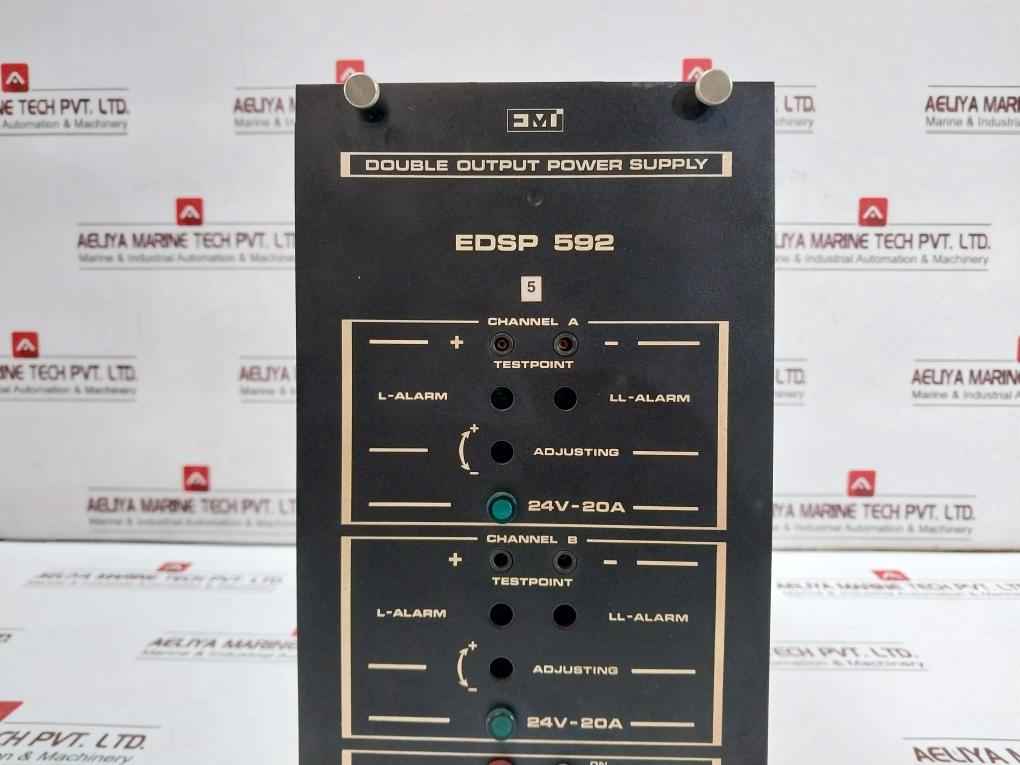 EMI
DOUBLE OUTPUT POWER SUPPLY
EDSP 592
5
CHANNEL A
+ -
TESTPOINT
L-ALARM LL-ALARM
+
ADJUSTING
-
24V-20A
CHANNEL B
+ -
TESTPOINT
L-ALARM LL-ALARM
+
ADJUSTING
-
24V-20A
ON
AELIYA MARINE TECH PVT. LTD.
Marine & Industrial Automation & Machinery